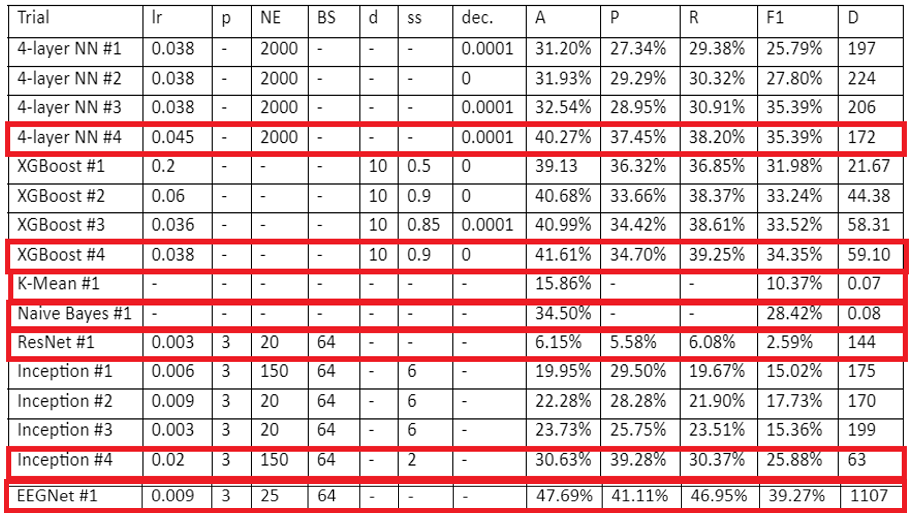 Trial lr p NE BS d ss dec. A P R F1 D
4-layer NN #1 0.038 - 2000 - - - 0.0001 31.20% 27.34% 29.38% 25.79% 197
4-layer NN #2 0.038 - 2000 - - - 0 31.93% 29.29% 30.32% 27.80% 224
4-layer NN #3 0.038 - 2000 - - - 0.0001 32.54% 28.95% 30.91% 35.39% 206
4-layer NN #4 0.045 - 2000 - - - 0.0001 40.27% 37.45% 38.20% 35.39% 172
XGBoost #1 0.2 - - - 10 0.5 0 39.13 36.32% 36.85% 31.98% 21.67
XGBoost #2 0.06 - - - 10 0.9 0 40.68% 33.66% 38.37% 33.24% 44.38
XGBoost #3 0.036 - - - 10 0.85 0.0001 40.99% 34.42% 38.61% 33.52% 58.31
XGBoost #4 0.038 - - - 10 0.9 0 41.61% 34.70% 39.25% 34.35% 59.10
K-Mean #1 - - - - - - - 15.86% - - 10.37% 0.07
Naive Bayes #1 - - - - - - - 34.50% - - 28.42% 0.08
ResNet #1 0.003 3 20 64 - - - 6.15% 5.58% 6.08% 2.59% 144
Inception #1 0.006 3 150 64 - 6 - 19.95% 29.50% 19.67% 15.02% 175
Inception #2 0.009 3 20 64 - 6 - 22.28% 28.28% 21.90% 17.73% 170
Inception #3 0.003 3 20 64 - 6 - 23.73% 25.75% 23.51% 15.36% 199
Inception #4 0.02 3 150 64 - 2 - 30.63% 39.28% 30.37% 25.88% 63
EEGNet #1 0.009 3 25 64 - - - 47.69% 41.11% 46.95% 39.27% 1107